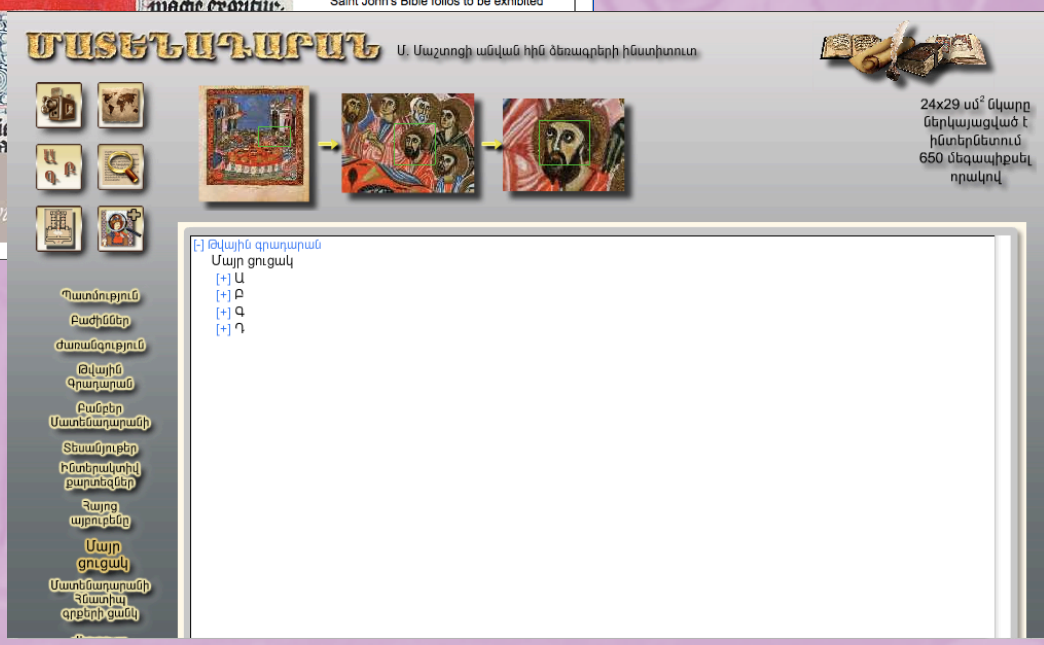 Saint John's Bible folios to be exhibited
ՄԱՏԵՆԱԴԱՐԱՆ
Մ. Մաշտոցի անվան հին ձեռագրերի ինստիտուտ
24x29 սմ² նկարը
ներկայացված է
ինտերնետում
650 մեգապիքսել
որակով
[-] Թվային գրադարան
Մայր ցուցակ
[+] Ա
[+] Բ
[+] Գ
[+] Դ
Պատմություն
Բաժիններ
Ժառանգություն
Թվային
Գրադարան
Բանբեր
Մատենադարանի
Տեսանյութեր
Ինտերակտիվ
քարտեզներ
Հայոց
այբուբենը
Մայր
ցուցակ
Մատենադարանի
Հնատիպ
գրքերի ցանկ